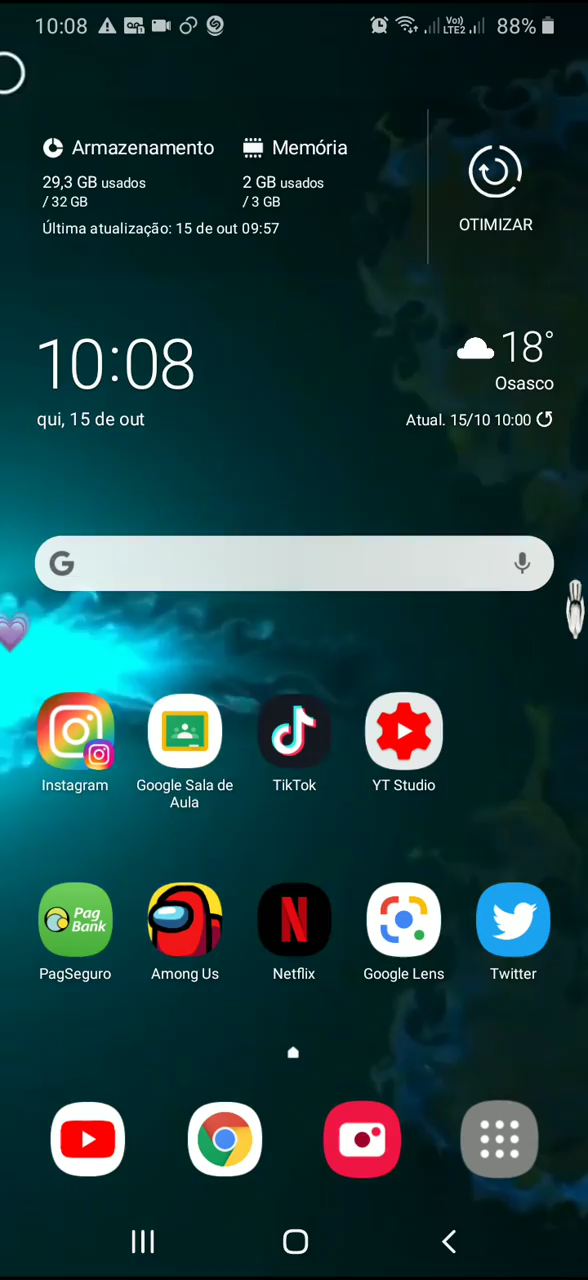 10:08 Vo)) LTE2 88%
Armazenamento Memória
29,3 GB usados 2 GB usados
/ 32 GB / 3 GB
Última atualização: 15 de out 09:57
OTIMIZAR
10:08
18°
Osasco
qui, 15 de out
Atual. 15/10 10:00
G
Instagram Google Sala de Aula TikTok YT Studio
Pag
Bank
N
PagSeguro Among Us Netflix Google Lens Twitter